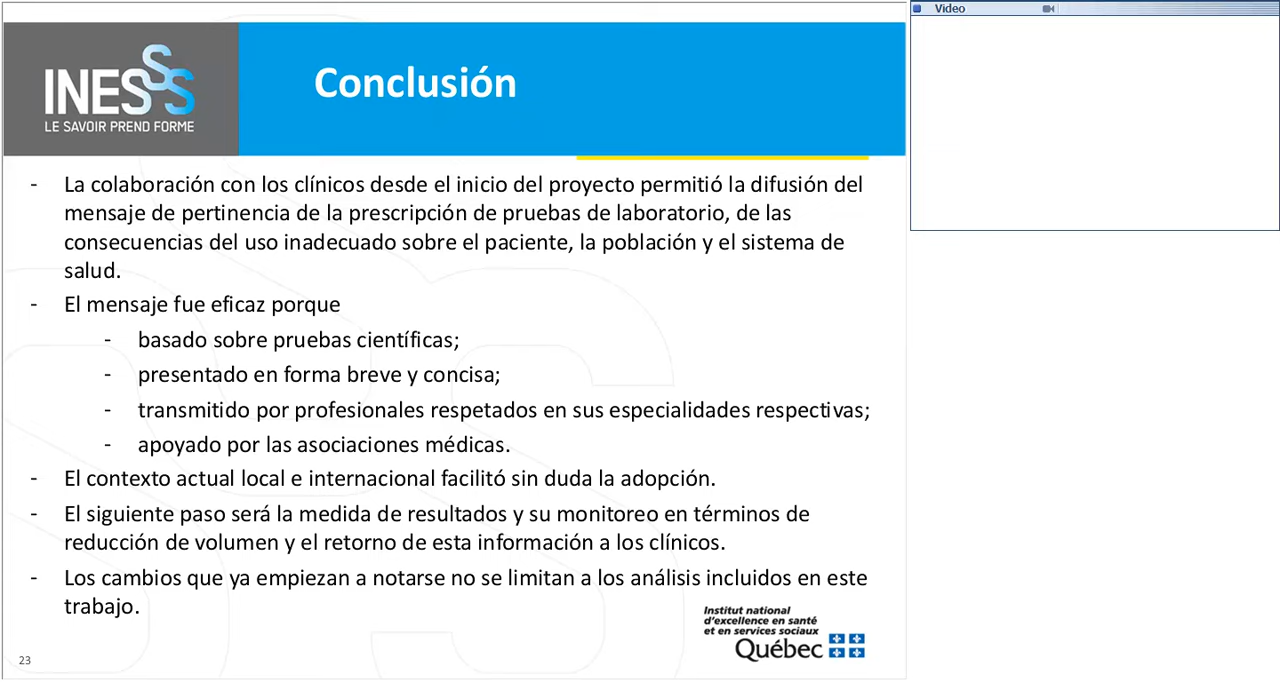 Video
INESSS
LE SAVOIR PREND FORME
Conclusión
- La colaboración con los clínicos desde el inicio del proyecto permitió la difusión del
mensaje de pertinencia de la prescripción de pruebas de laboratorio, de las
consecuencias del uso inadecuado sobre el paciente, la población y el sistema de
salud.
- El mensaje fue eficaz porque
- basado sobre pruebas científicas;
- presentado en forma breve y concisa;
- transmitido por profesionales respetados en sus especialidades respectivas;
- apoyado por las asociaciones médicas.
- El contexto actual local e internacional facilitó sin duda la adopción.
- El siguiente paso será la medida de resultados y su monitoreo en términos de
reducción de volumen y el retorno de esta información a los clínicos.
- Los cambios que ya empiezan a notarse no se limitan a los análisis incluidos en este
trabajo.
Institut national
d'excellence en santé
et en services sociaux
Québec
23